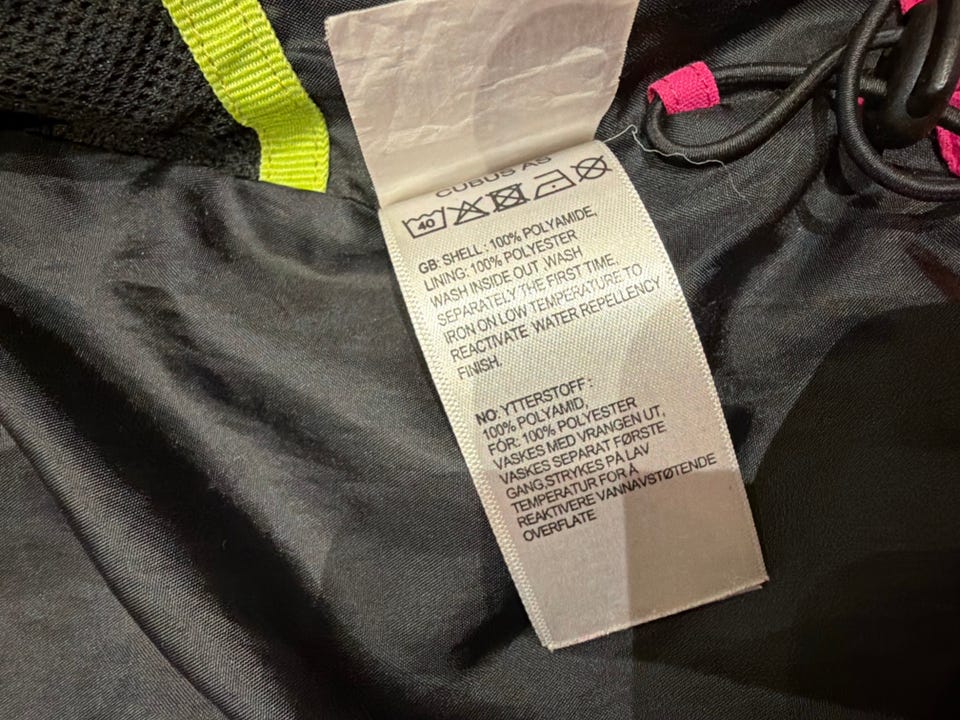 CUBUS AS
40
GB: SHELL : 100% POLYAMIDE,
LINING: 100% POLYESTER
WASH INSIDE OUT, WASH
SEPARATELY THE FIRST TIME.
IRON ON LOW TEMPERATURE TO
REACTIVATE WATER REPELLENCY
FINISH.
NO: YTTERSTOFF :
100% POLYAMID,
FÔR: 100% POLYESTER
VASKES MED VRANGEN UT,
VASKES SEPARAT FØRSTE
GANG,STRYKES PÅ LAV
TEMPERATUR FOR Å
REAKTIVERE VANNAVSTØTENDE
OVERFLATE